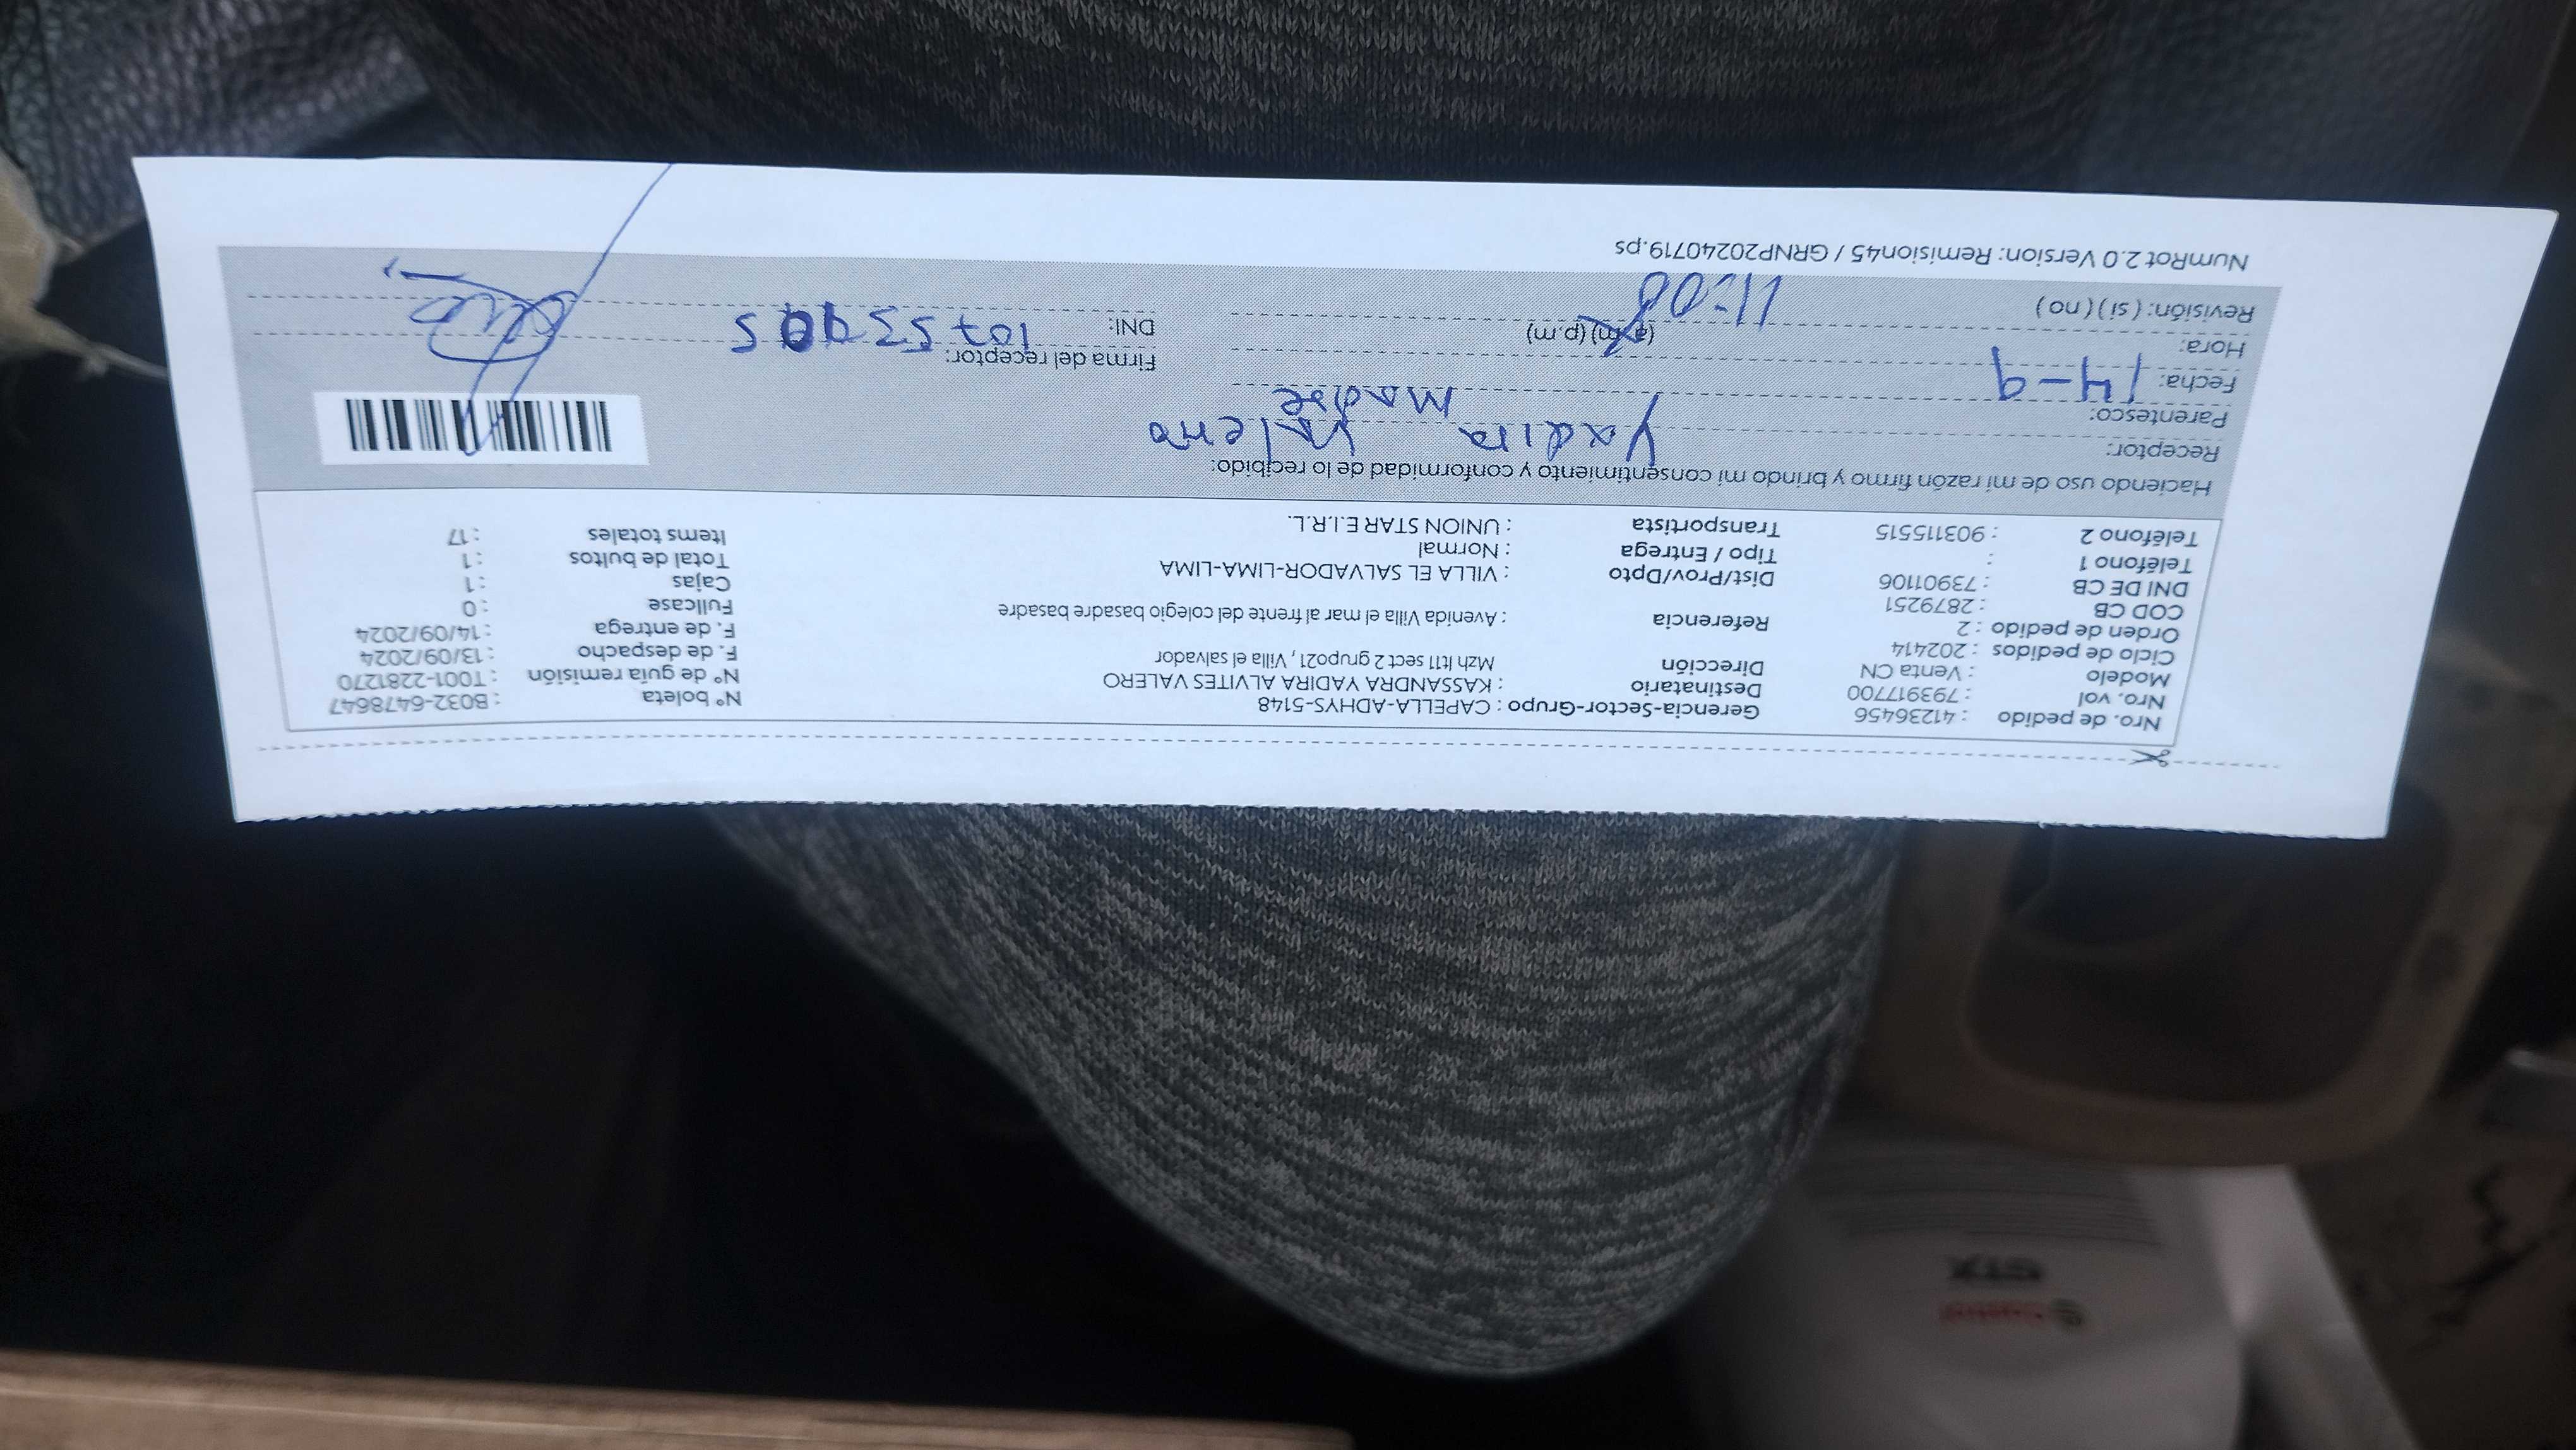 Nro. de pedido : 41236456
Nro. vol : 793917700
Modelo : Venta CN
Ciclo de pedidos : 202414
Orden de pedido : 2
COD CB : 2879251
DNI DE CB : 73901106
Teléfono 1 :
Teléfono 2 : 903115515
Gerencia-Sector-Grupo : CAPELLA-ADHYS-5148
Destinatario : KASSANDRA YADIRA ALVITES VALERO
Dirección Mzh lt11 sect 2 grupo21 , Villa el salvador
Referencia : Avenida Villa el mar al frente del colegio basadre basadre
Dist/Prov/Dpto : VILLA EL SALVADOR-LIMA-LIMA
Tipo / Entrega : Normal
Transportista : UNION STAR E.I.R.L.
N° boleta : B032-6478647
N° de guía remisión : T001-2281270
F. de despacho : 13/09/2024
F. de entrega : 14/09/2024
Fullcase : 0
Cajas : 1
Total de bultos : 1
Items totales : 17
Haciendo uso de mi razón firmo y brindo mi consentimiento y conformidad de lo recibido:
Receptor: Yadira Valero
Parentesco: Madre
Fecha: 14-9
Hora: 11:08 (a.m) (p.m)
Revisión: ( si ) ( no )
Firma del receptor:
DNI: 10753905
NumRot 2.0 Version: Remision45 / GRNP20240719.ps